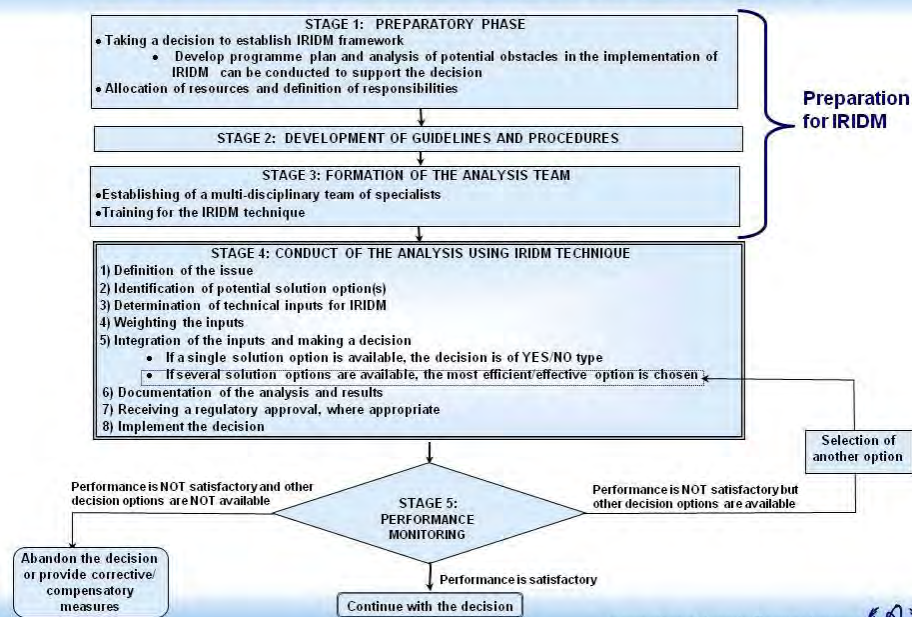 STAGE 1: PREPARATORY PHASE
• Taking a decision to establish IRIDM framework
• Develop programme plan and analysis of potential obstacles in the implementation of
IRIDM can be conducted to support the decision
• Allocation of resources and definition of responsibilities
Preparation
for IRIDM
STAGE 2: DEVELOPMENT OF GUIDELINES AND PROCEDURES
STAGE 3: FORMATION OF THE ANALYSIS TEAM
•Establishing of a multi-disciplinary team of specialists
•Training for the IRIDM technique
STAGE 4: CONDUCT OF THE ANALYSIS USING IRIDM TECHNIQUE
1) Definition of the issue
2) Identification of potential solution option(s)
3) Determination of technical inputs for IRIDM
4) Weighting the inputs
5) Integration of the inputs and making a decision
• If a single solution option is available, the decision is of YES/NO type
• If several solution options are available, the most efficient/effective option is chosen
6) Documentation of the analysis and results
7) Receiving a regulatory approval, where appropriate
8) Implement the decision
Selection of
another option
Performance is NOT satisfactory and other
decision options are NOT available
STAGE 5:
PERFORMANCE
MONITORING
Performance is NOT satisfactory but
other decision options are available
Abandon the decision
or provide corrective/
compensatory
measures
Performance is satisfactory
Continue with the decision